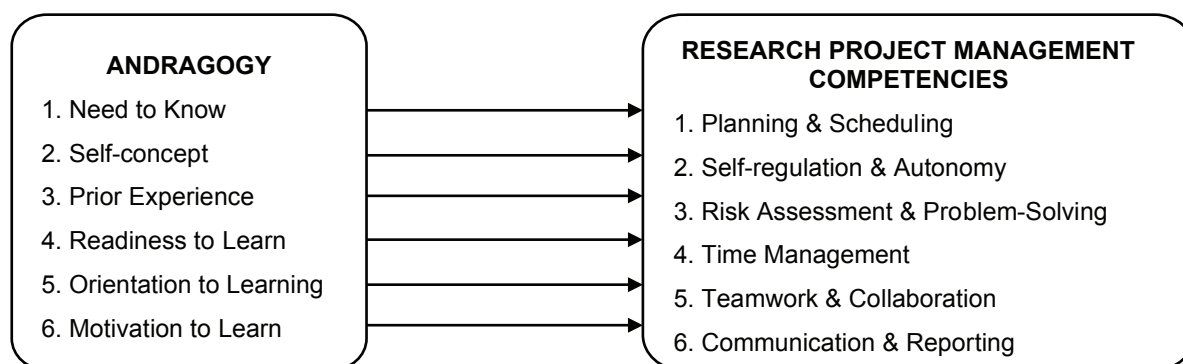 ANDRAGOGY
1. Need to Know
2. Self-concept
3. Prior Experience
4. Readiness to Learn
5. Orientation to Learning
6. Motivation to Learn
RESEARCH PROJECT MANAGEMENT
COMPETENCIES
1. Planning & Scheduling
2. Self-regulation & Autonomy
3. Risk Assessment & Problem-Solving
4. Time Management
5. Teamwork & Collaboration
6. Communication & Reporting